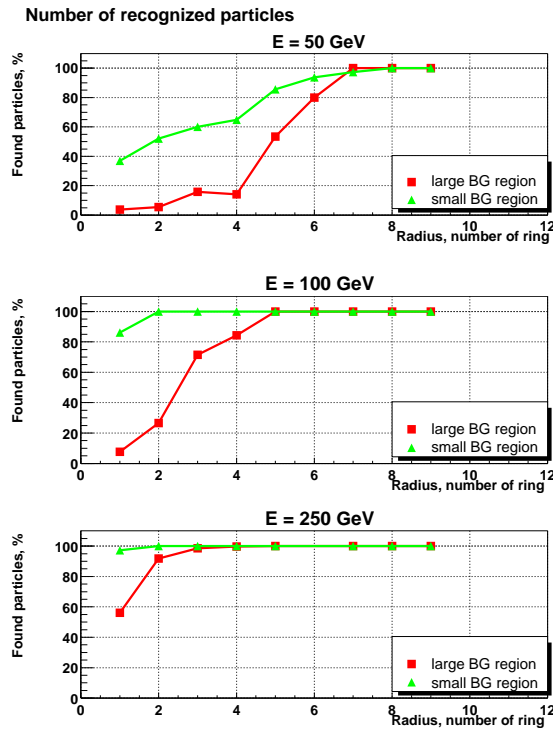 Number of recognized particles
E = 50 GeV
Found particles, %
100
80
60
40
20
0
large BG region
small BG region
0 2 4 6 8 10 12
Radius, number of ring
E = 100 GeV
Found particles, %
100
80
60
40
20
0
large BG region
small BG region
0 2 4 6 8 10 12
Radius, number of ring
E = 250 GeV
Found particles, %
100
80
60
40
20
0
large BG region
small BG region
0 2 4 6 8 10 12
Radius, number of ring